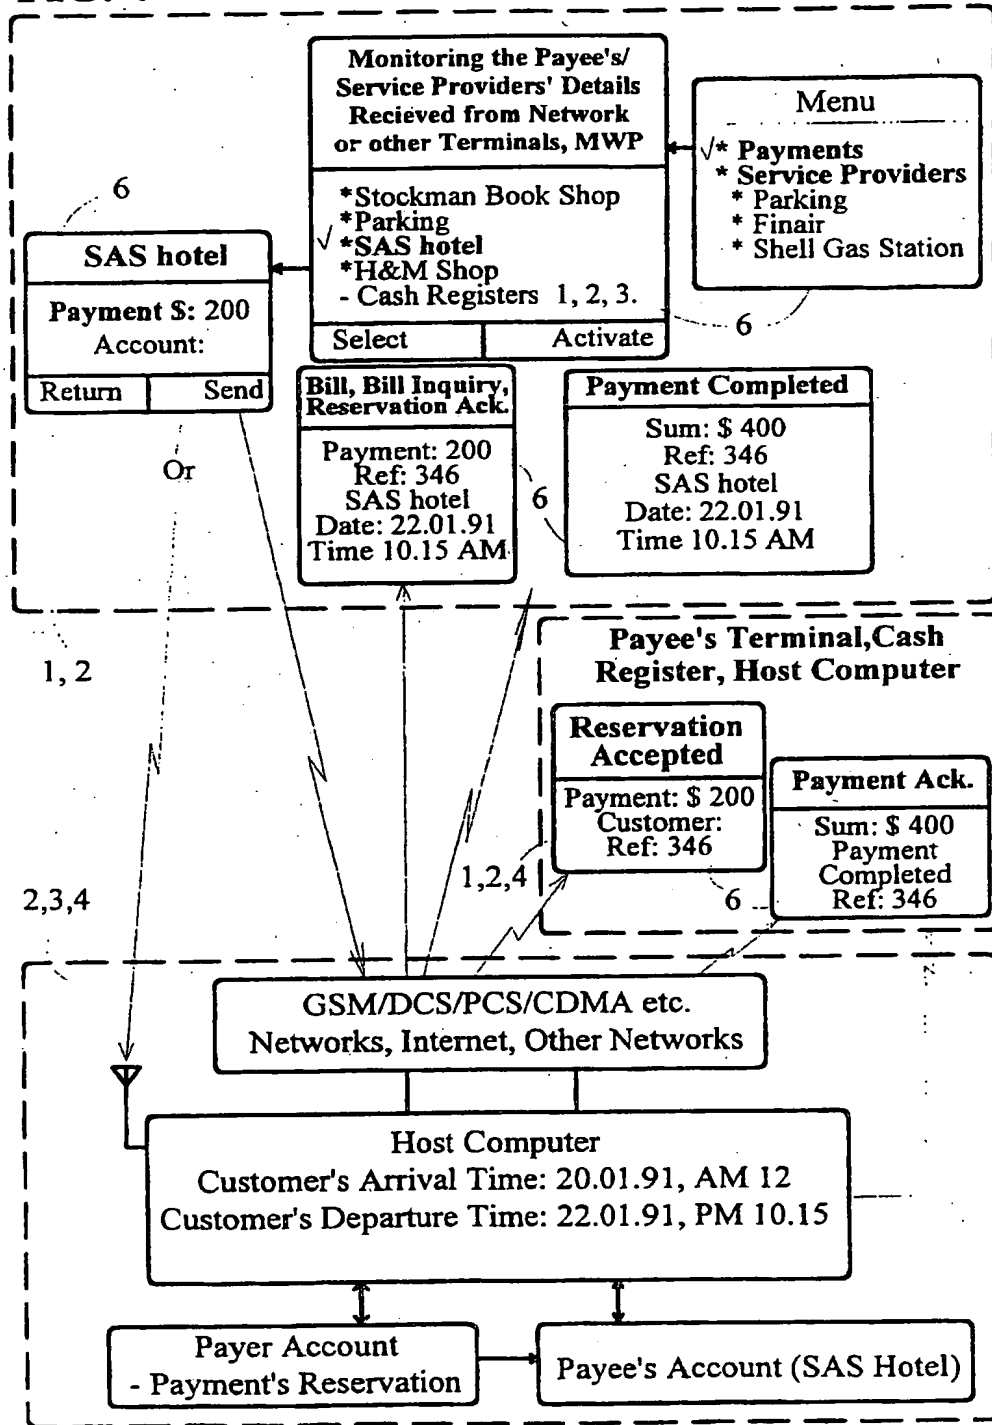 Monitoring the Payee's/
Service Providers' Details
Recieved from Network
or other Terminals, MWP
*Stockman Book Shop
*Parking
√ *SAS hotel
*H&M Shop
- Cash Registers 1, 2, 3.
Select Activate
Menu
√* Payments
* Service Providers
* Parking
* Finair
* Shell Gas Station
6
6
SAS hotel
Payment $: 200
Account:
Return Send
Or
Bill, Bill Inquiry,
Reservation Ack.
Payment: 200
Ref: 346
SAS hotel
Date: 22.01.91
Time 10.15 AM
6
Payment Completed
Sum: $ 400
Ref: 346
SAS hotel
Date: 22.01.91
Time 10.15 AM
1, 2
Payee's Terminal,Cash
Register, Host Computer
Reservation
Accepted
Payment: $ 200
Customer:
Ref: 346
Payment Ack.
Sum: $ 400
Payment
Completed
Ref: 346
1,2,4
6
2,3,4
GSM/DCS/PCS/CDMA etc.
Networks, Internet, Other Networks
Host Computer
Customer's Arrival Time: 20.01.91, AM 12
Customer's Departure Time: 22.01.91, PM 10.15
Payer Account
- Payment's Reservation
Payee's Account (SAS Hotel)